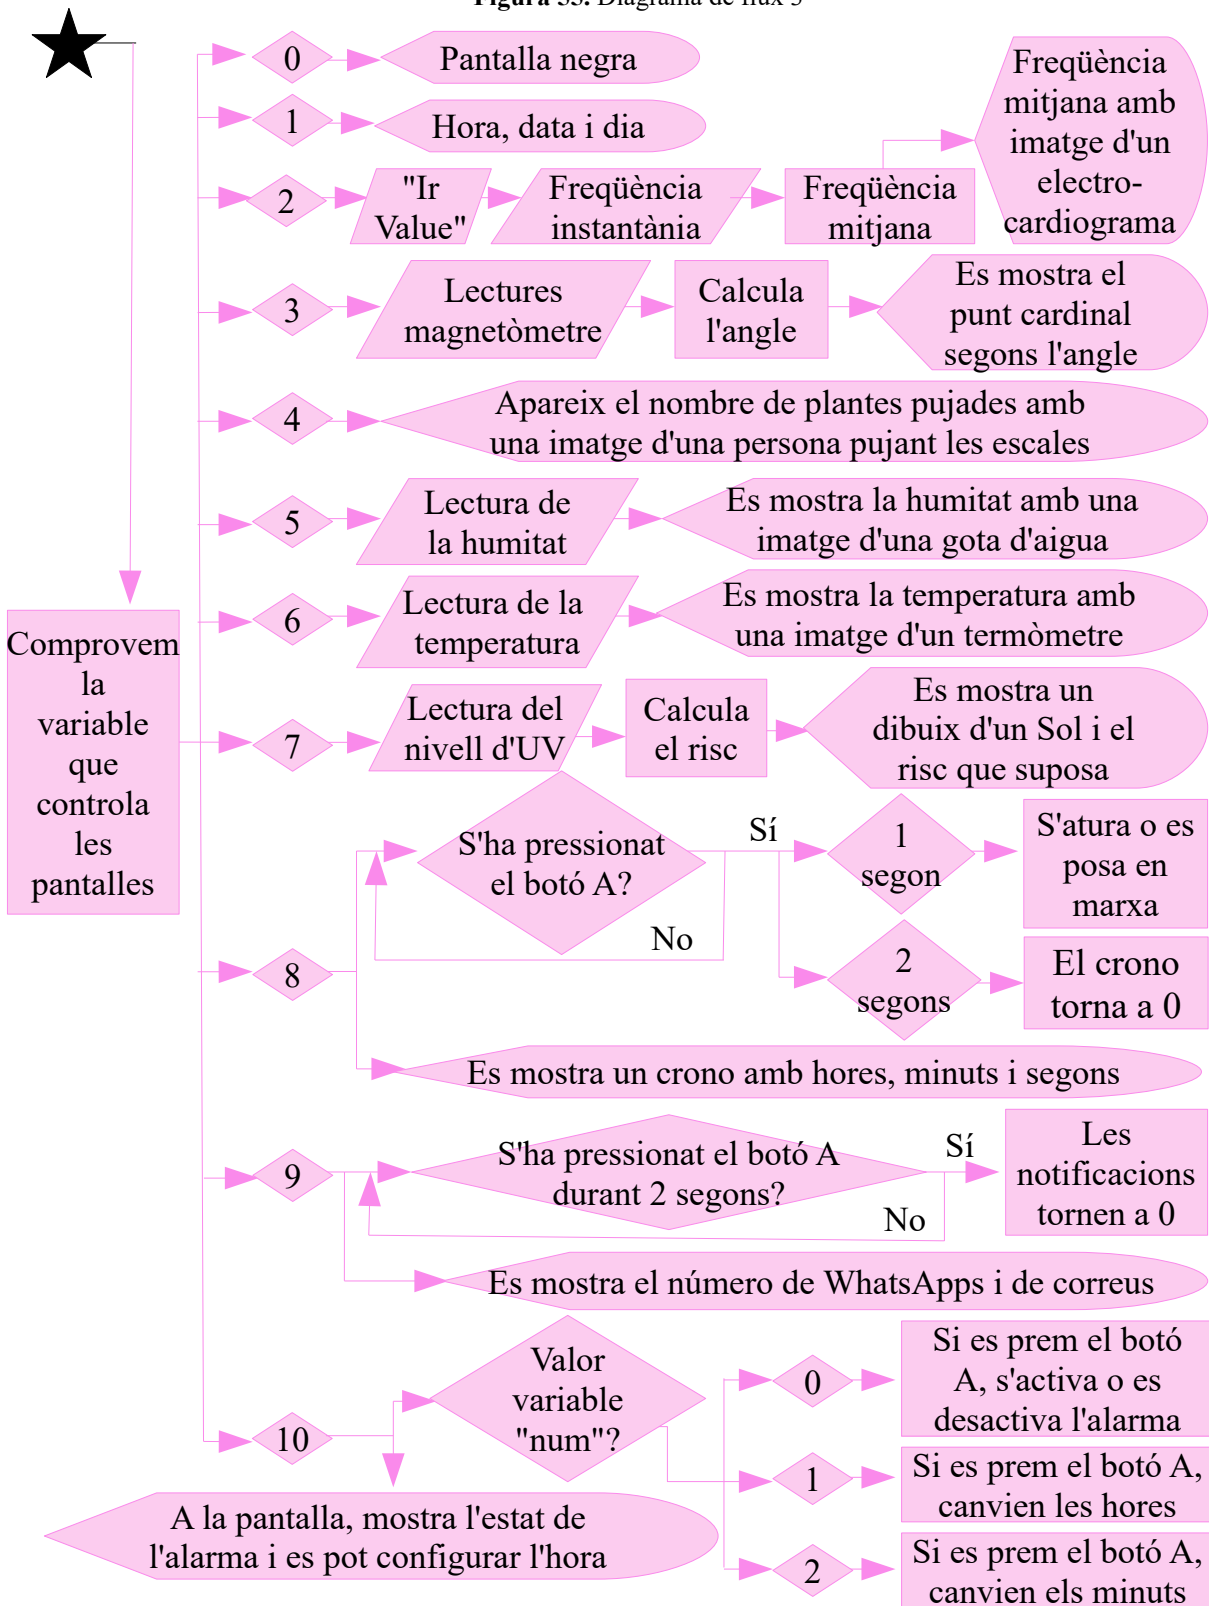 Figura 35. Diagrama de flux 3
0
Pantalla negra
1
Hora, data i dia
2
"Ir
Value"
Freqüència
instantània
Freqüència
mitjana
Freqüència
mitjana amb
imatge d'un
electro-
cardiograma
3
Lectures
magnetòmetre
Calcula
l'angle
Es mostra el
punt cardinal
segons l'angle
4
Apareix el nombre de plantes pujades amb
una imatge d'una persona pujant les escales
5
Lectura de
la humitat
Es mostra la humitat amb una
imatge d'una gota d'aigua
6
Lectura de la
temperatura
Es mostra la temperatura amb
una imatge d'un termòmetre
Comprovem
la
variable
que
controla
les
pantalles
7
Lectura del
nivell d'UV
Calcula
el risc
Es mostra un
dibuix d'un Sol i el
risc que suposa
8
S'ha pressionat
el botó A?
Sí
No
1
segon
S'atura o es
posa en
marxa
2
segons
El crono
torna a 0
Es mostra un crono amb hores, minuts i segons
9
S'ha pressionat el botó A
durant 2 segons?
Sí
No
Les
notificacions
tornen a 0
Es mostra el número de WhatsApps i de correus
10
Valor
variable
"num"?
0
Si es prem el botó
A, s'activa o es
desactiva l'alarma
1
Si es prem el botó A,
canvien les hores
2
Si es prem el botó A,
canvien els minuts
A la pantalla, mostra l'estat de
l'alarma i es pot configurar l'hora